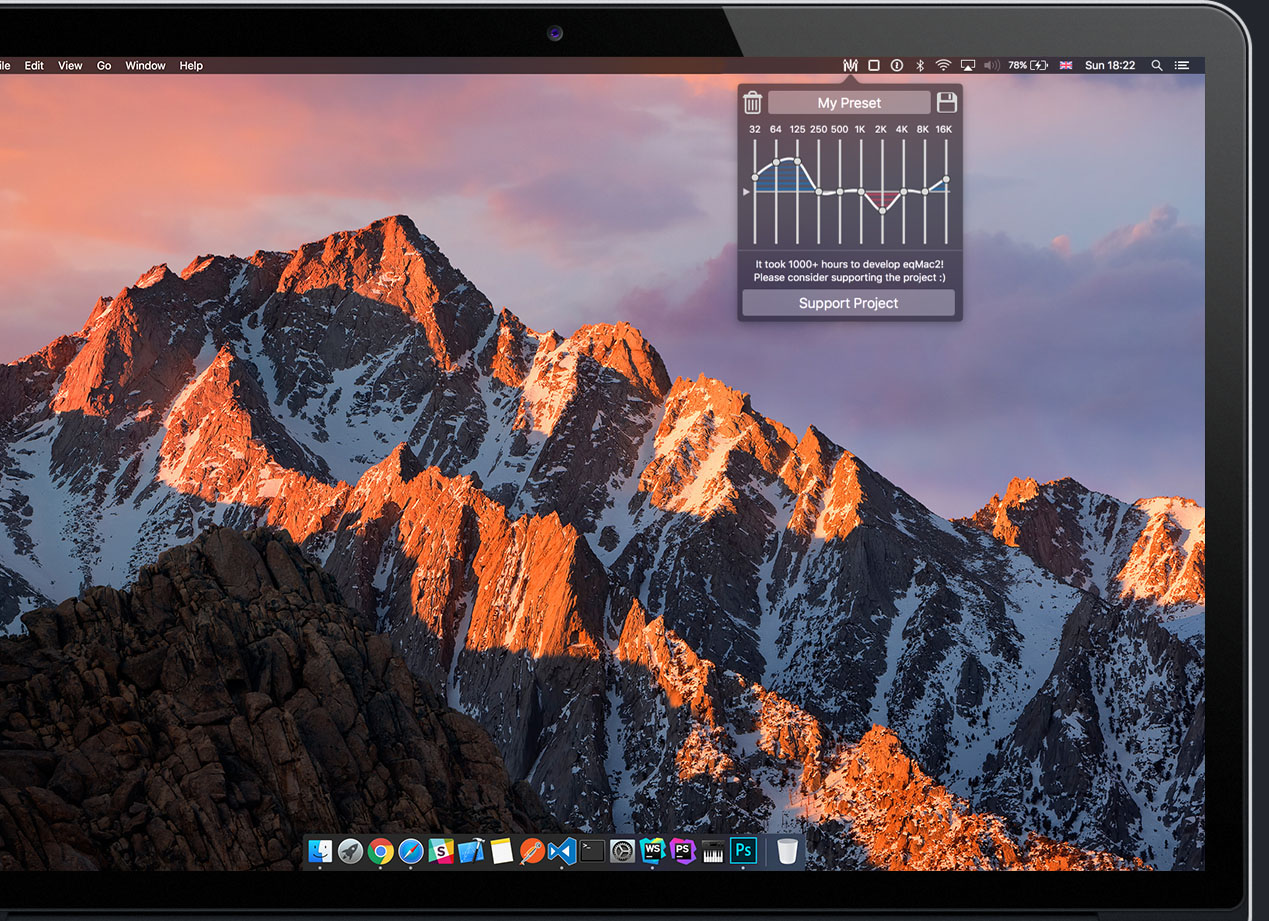 ile Edit View Go Window Help
78% Sun 18:22
My Preset
32 64 125 250 500 1K 2K 4K 8K 16K
It took 1000+ hours to develop eqMac2!
Please consider supporting the project :)
Support Project
S WS PS Ps